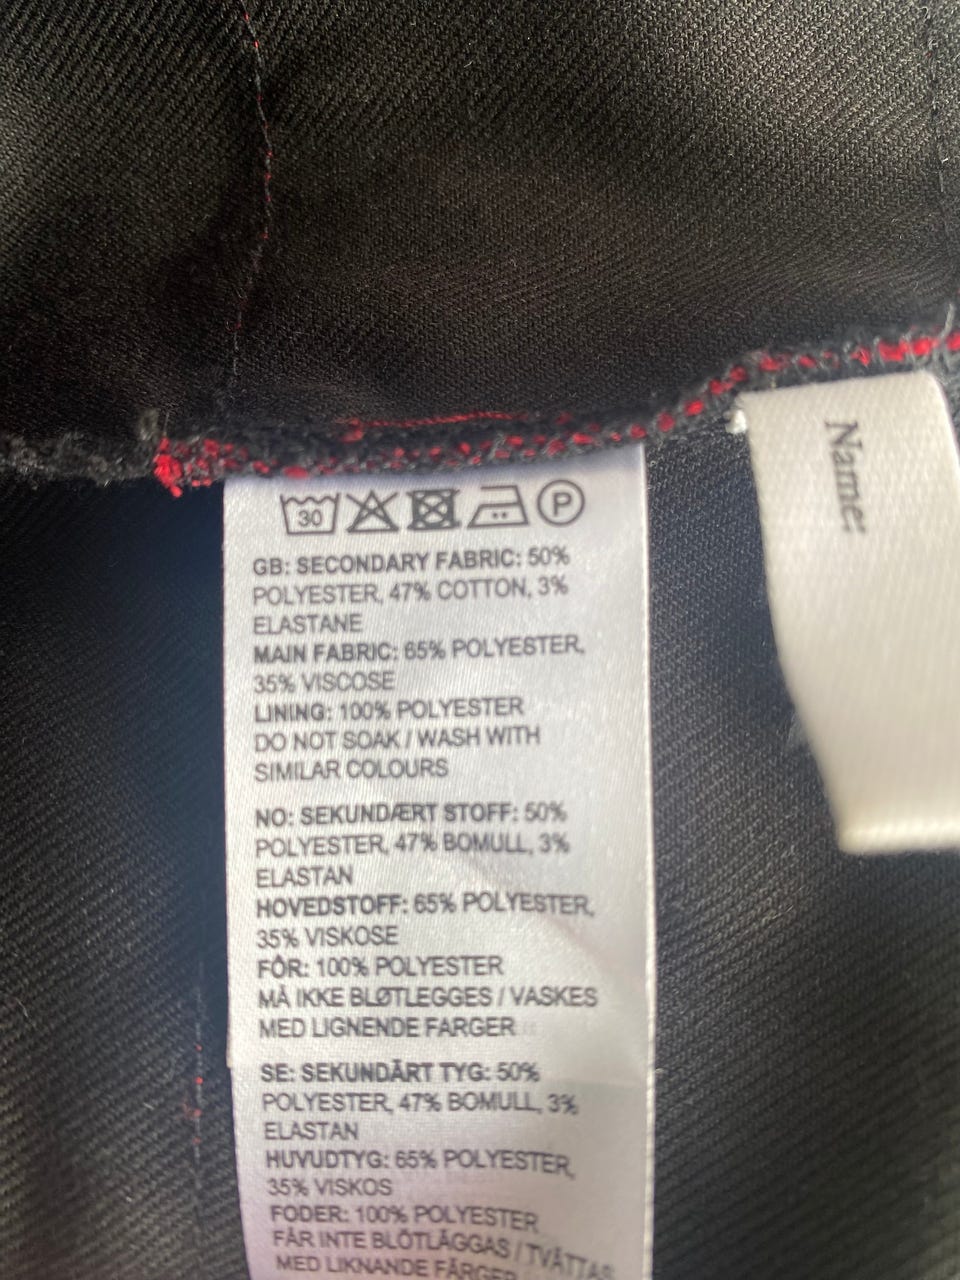 30 P
GB: SECONDARY FABRIC: 50%
POLYESTER, 47% COTTON, 3%
ELASTANE
MAIN FABRIC: 65% POLYESTER,
35% VISCOSE
LINING: 100% POLYESTER
DO NOT SOAK / WASH WITH
SIMILAR COLOURS
NO: SEKUNDÆRT STOFF: 50%
POLYESTER, 47% BOMULL, 3%
ELASTAN
HOVEDSTOFF: 65% POLYESTER,
35% VISKOSE
FÔR: 100% POLYESTER
MÅ IKKE BLØTLEGGES / VASKES
MED LIGNENDE FARGER
SE: SEKUNDÄRT TYG: 50%
POLYESTER, 47% BOMULL, 3%
ELASTAN
HUVUDTYG: 65% POLYESTER,
35% VISKOS
FODER: 100% POLYESTER
FÅR INTE BLÖTLÄGGAS / TVÄTTAS
MED LIKNANDE FÄRGER
Name: